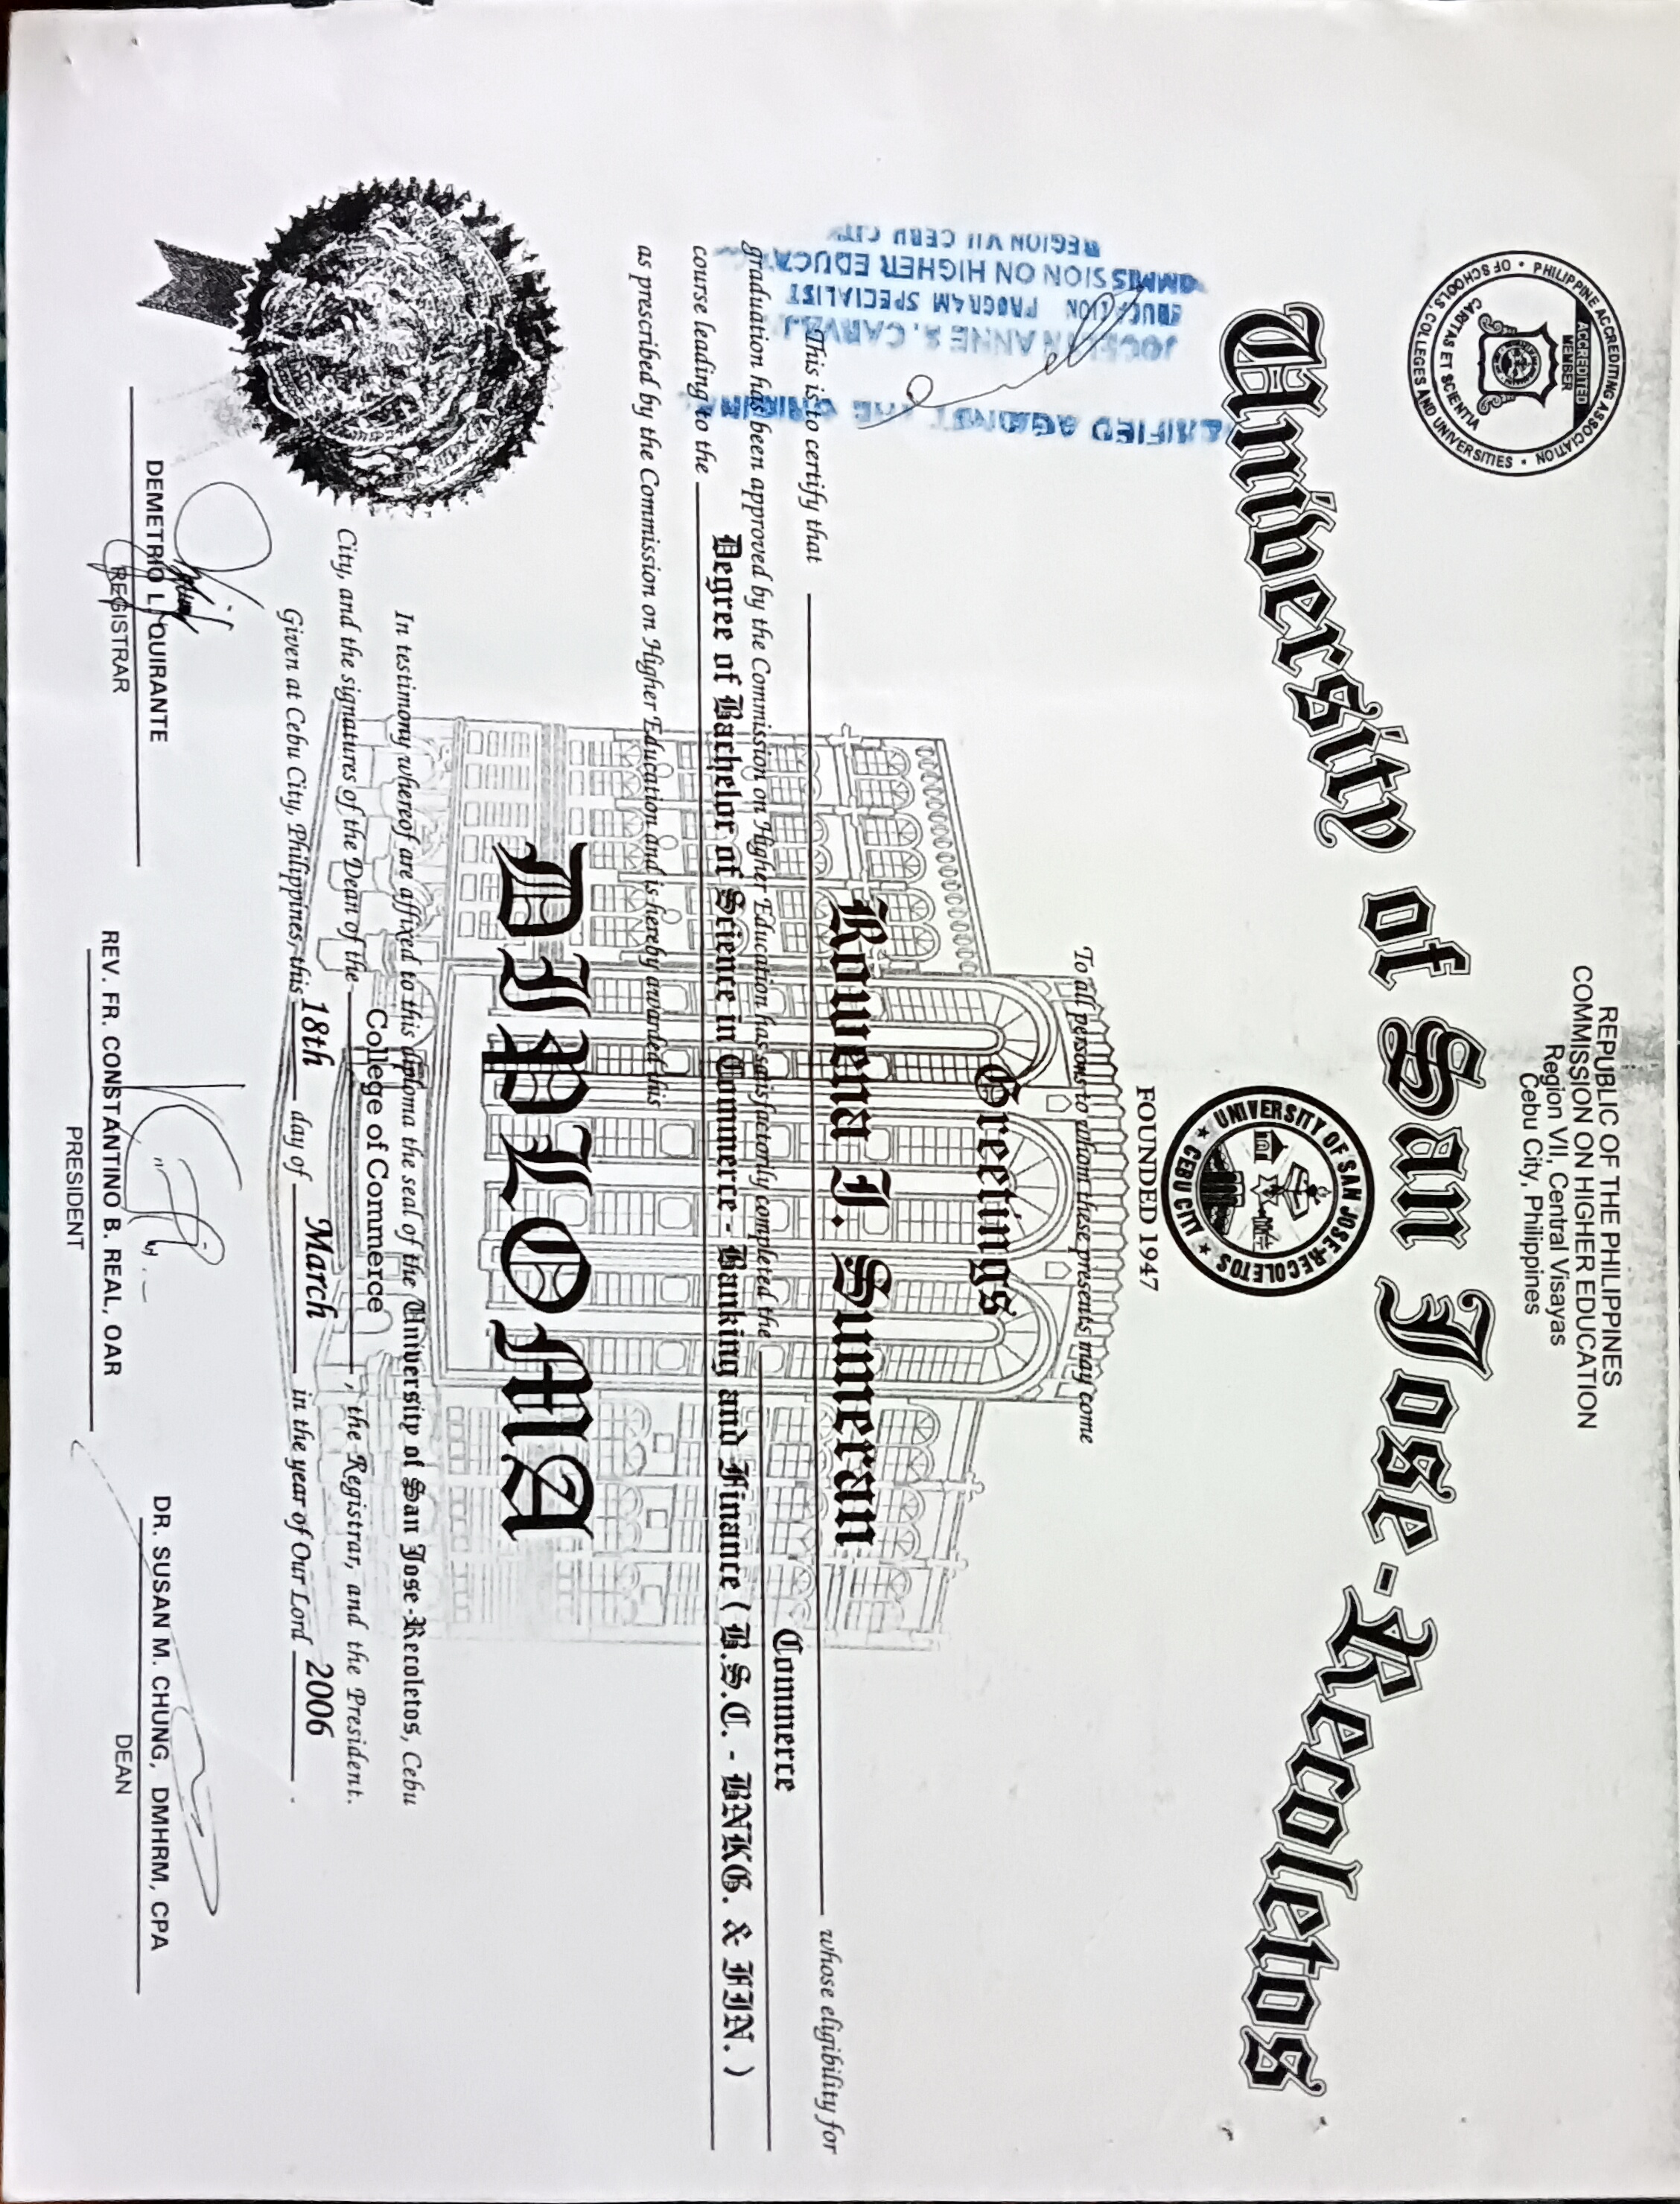 REPUBLIC OF THE PHILIPPINES
COMMISSION ON HIGHER EDUCATION
Region VII, Central Visayas
Cebu City, Philippines
PHILIPPINE ACCREDITING ASSOCIATION • OF SCHOOLS, COLLEGES AND UNIVERSITIES •
ACCREDITED
MEMBER
CARITAS ET SCIENTIA
University of San Jose-Recoletos
UNIVERSITY OF SAN JOSE-RECOLETOS ★ CEBU CITY ★
FOUNDED 1947
To all persons to whom these presents may come
Greetings
This is to certify that Rowena J. Sumeran whose eligibility for
graduation has been approved by the Commission on Higher Education has satisfactorily completed the Commerce
course leading to the Degree of Bachelor of Science in Commerce - Banking and Finance ( B.S.C. - BNKG. & FIN. )
as prescribed by the Commission on Higher Education and is hereby awarded this
DIPLOMA
In testimony whereof are affixed to this diploma the seal of the University of San Jose-Recoletos, Cebu
City, and the signatures of the Dean of the College of Commerce, the Registrar, and the President.
Given at Cebu City, Philippines, this 18th day of March in the year of Our Lord 2006.
DEMETRIO L. QUIRANTE
REGISTRAR
REV. FR. CONSTANTINO B. REAL, OAR
PRESIDENT
DR. SUSAN M. CHUNG, DMHRM, CPA
DEAN
AGAINST THE
ANNE S.
EDUCATION PROGRAM SPECIALIST
ON HIGHER
REGION VII CEBU